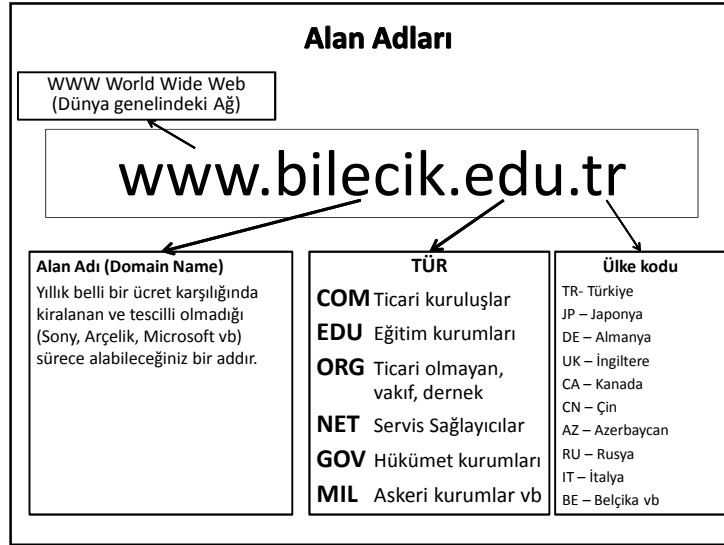 Alan Adları
WWW World Wide Web
(Dünya genelindeki Ağ)
www.bilecik.edu.tr
Alan Adı (Domain Name)
Yıllık belli bir ücret karşılığında
kiralanan ve tescilli olmadığı
(Sony, Arçelik, Microsoft vb)
sürece alabileceğiniz bir addır.
TÜR
COM Ticari kuruluşlar
EDU Eğitim kurumları
ORG Ticari olmayan,
vakıf, dernek
NET Servis Sağlayıcılar
GOV Hükümet kurumları
MIL Askeri kurumlar vb
Ülke kodu
TR- Türkiye
JP – Japonya
DE – Almanya
UK – İngiltere
CA – Kanada
CN – Çin
AZ – Azerbaycan
RU – Rusya
IT – İtalya
BE – Belçika vb